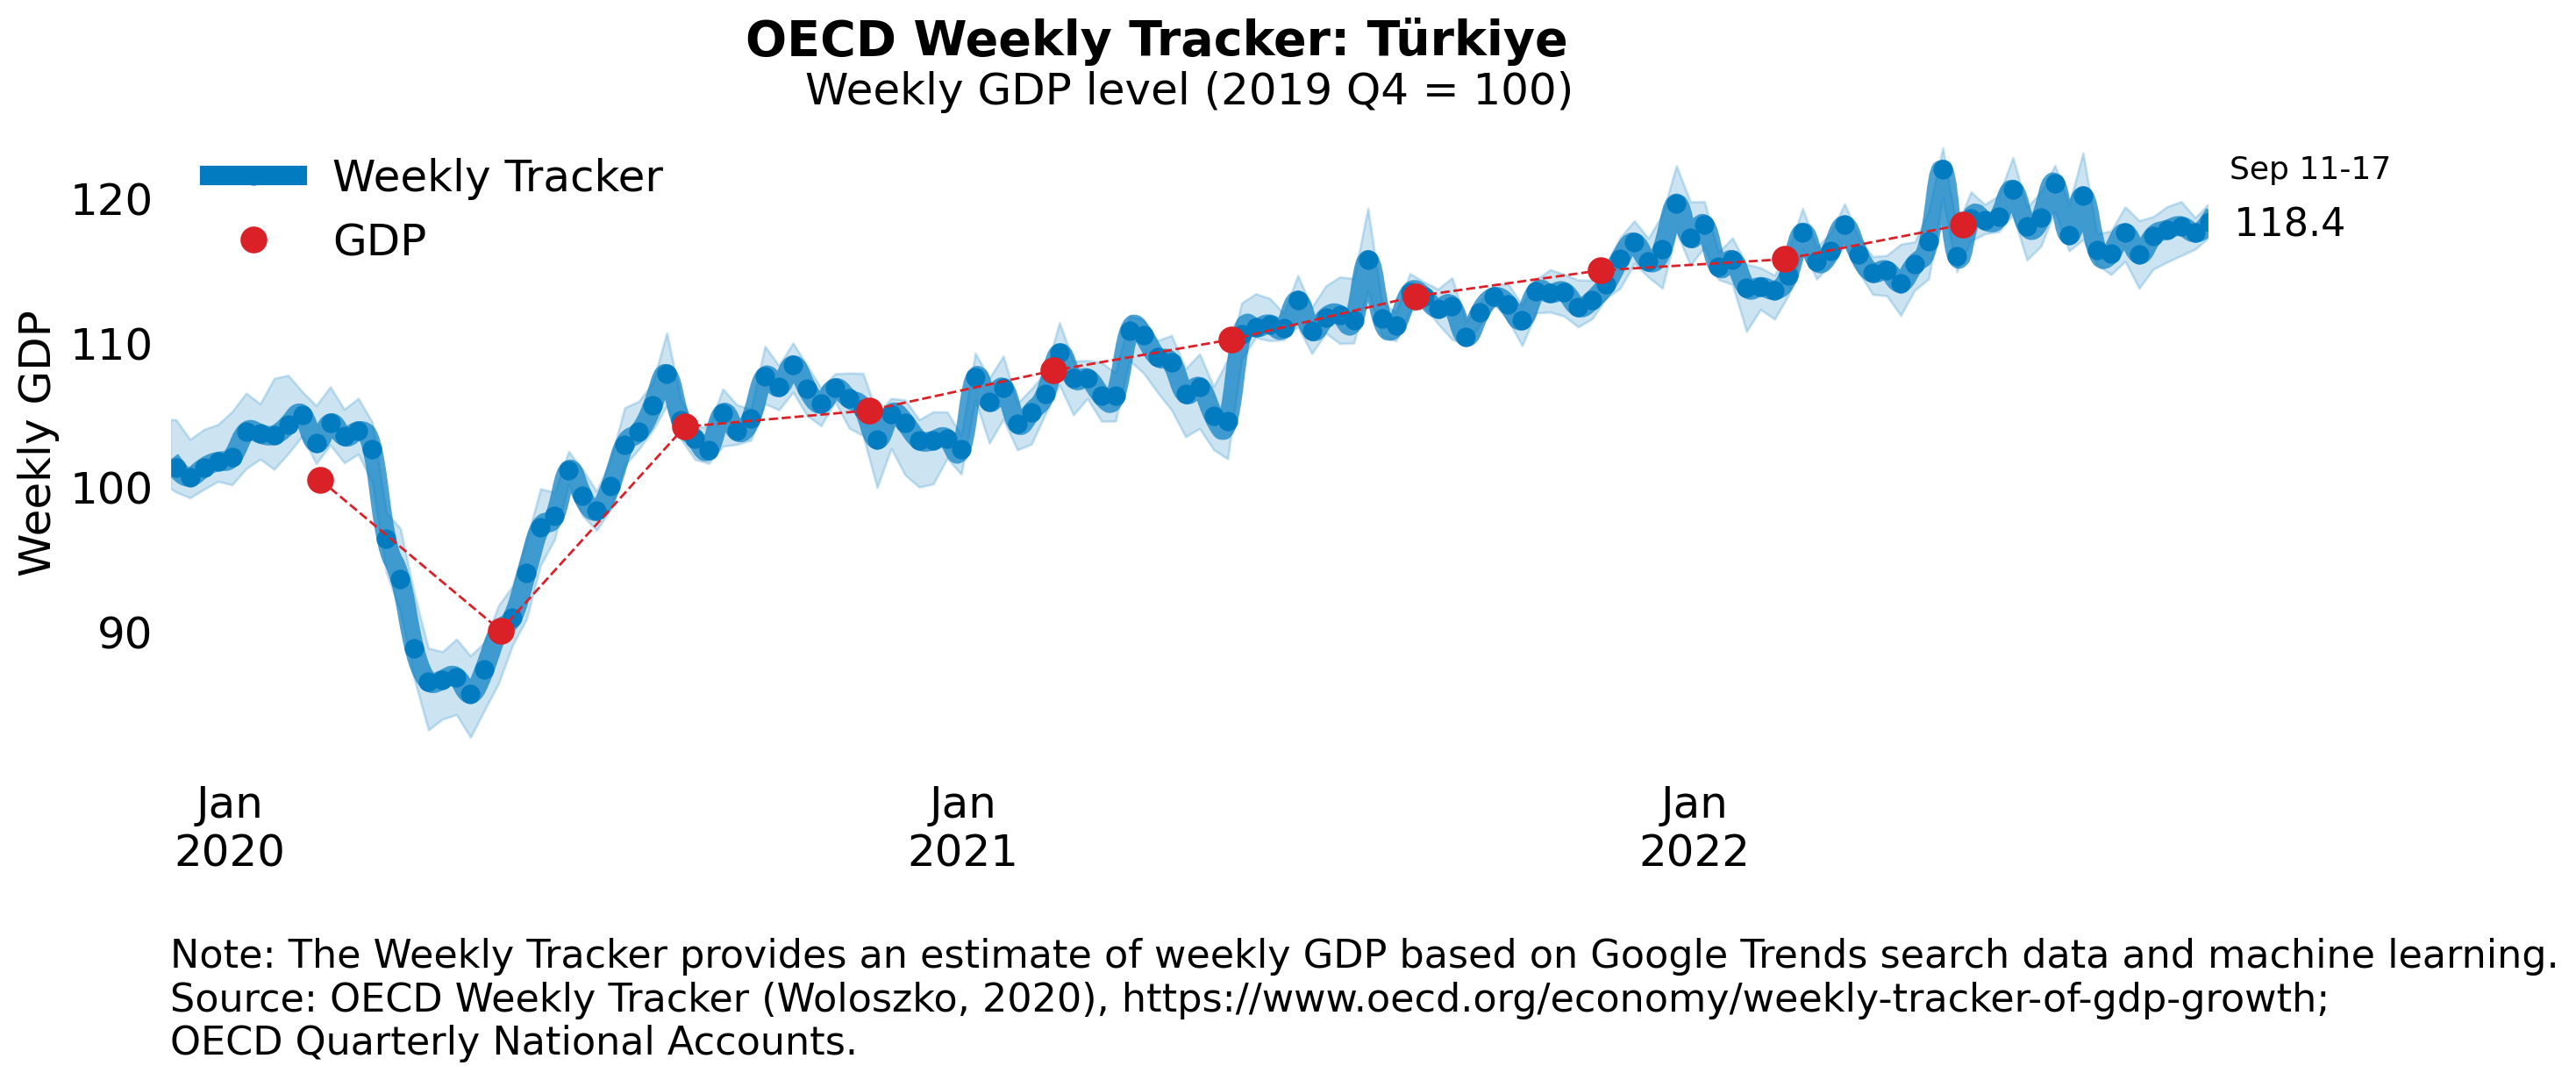 OECD Weekly Tracker: Türkiye
Weekly GDP level (2019 Q4 = 100)
Weekly Tracker
GDP
Sep 11-17
118.4
Weekly GDP
120
110
100
90
Jan
2020
Jan
2021
Jan
2022
Note: The Weekly Tracker provides an estimate of weekly GDP based on Google Trends search data and machine learning.
Source: OECD Weekly Tracker (Woloszko, 2020), https://www.oecd.org/economy/weekly-tracker-of-gdp-growth;
OECD Quarterly National Accounts.